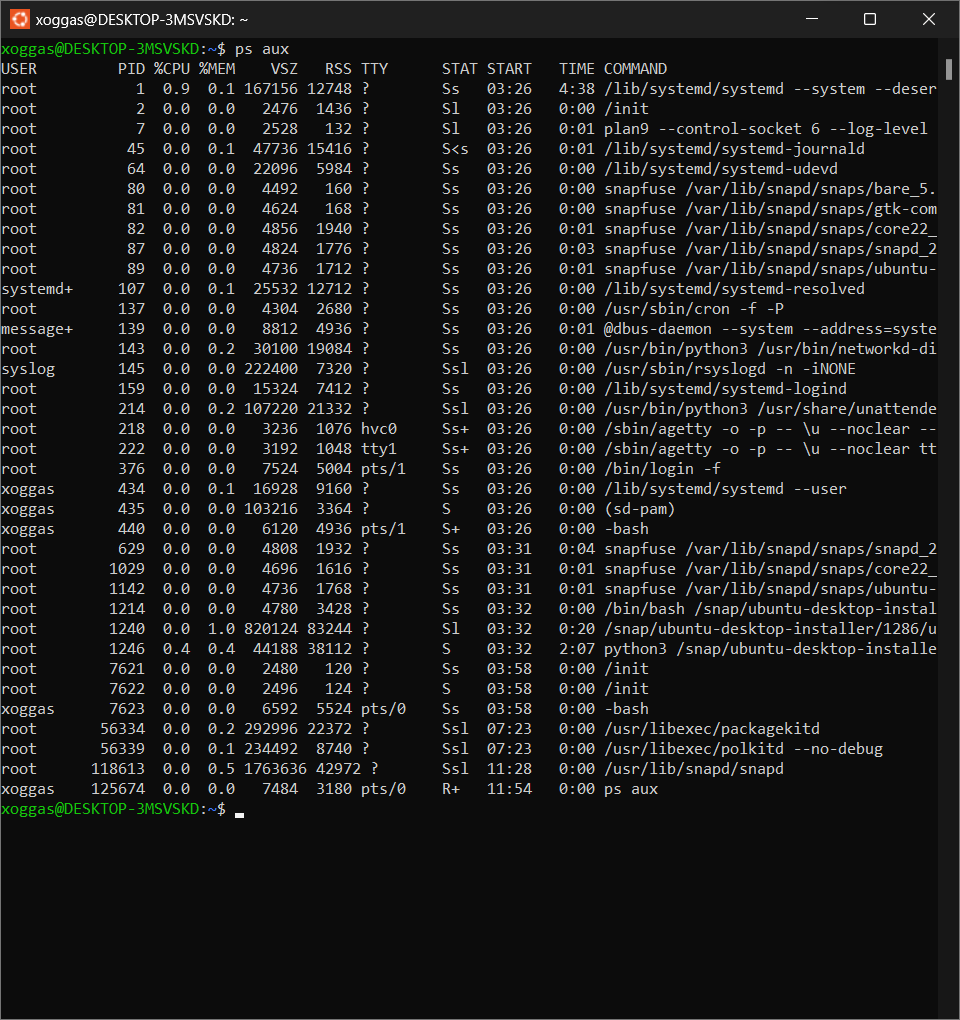 xoggas@DESKTOP-3MSVSKD: ~
xoggas@DESKTOP-3MSVSKD:~$ ps aux
USER         PID %CPU %MEM    VSZ   RSS TTY      STAT START   TIME COMMAND
root           1  0.9  0.1 167156 12748 ?        Ss   03:26   4:38 /lib/systemd/systemd --system --deser
root           2  0.0  0.0   2476  1436 ?        Sl   03:26   0:00 /init
root           7  0.0  0.0   2528   132 ?        Sl   03:26   0:01 plan9 --control-socket 6 --log-level
root          45  0.0  0.1  47736 15416 ?        S<s  03:26   0:01 /lib/systemd/systemd-journald
root          64  0.0  0.0  22096  5984 ?        Ss   03:26   0:00 /lib/systemd/systemd-udevd
root          80  0.0  0.0   4492   160 ?        Ss   03:26   0:00 snapfuse /var/lib/snapd/snaps/bare_5.
root          81  0.0  0.0   4624   168 ?        Ss   03:26   0:00 snapfuse /var/lib/snapd/snaps/gtk-com
root          82  0.0  0.0   4856  1940 ?        Ss   03:26   0:01 snapfuse /var/lib/snapd/snaps/core22_
root          87  0.0  0.0   4824  1776 ?        Ss   03:26   0:03 snapfuse /var/lib/snapd/snaps/snapd_2
root          89  0.0  0.0   4736  1712 ?        Ss   03:26   0:01 snapfuse /var/lib/snapd/snaps/ubuntu-
systemd+     107  0.0  0.1  25532 12712 ?        Ss   03:26   0:00 /lib/systemd/systemd-resolved
root         137  0.0  0.0   4304  2680 ?        Ss   03:26   0:00 /usr/sbin/cron -f -P
message+     139  0.0  0.0   8812  4936 ?        Ss   03:26   0:01 @dbus-daemon --system --address=syste
root         143  0.0  0.2  30100 19084 ?        Ss   03:26   0:00 /usr/bin/python3 /usr/bin/networkd-di
syslog       145  0.0  0.0 222400  7320 ?        Ssl  03:26   0:00 /usr/sbin/rsyslogd -n -iNONE
root         159  0.0  0.0  15324  7412 ?        Ss   03:26   0:00 /lib/systemd/systemd-logind
root         214  0.0  0.2 107220 21332 ?        Ssl  03:26   0:00 /usr/bin/python3 /usr/share/unattende
root         218  0.0  0.0   3236  1076 hvc0     Ss+  03:26   0:00 /sbin/agetty -o -p -- \u --noclear --
root         222  0.0  0.0   3192  1048 tty1     Ss+  03:26   0:00 /sbin/agetty -o -p -- \u --noclear tt
root         376  0.0  0.0   7524  5004 pts/1    Ss   03:26   0:00 /bin/login -f
xoggas       434  0.0  0.1  16928  9160 ?        Ss   03:26   0:00 /lib/systemd/systemd --user
xoggas       435  0.0  0.0 103216  3364 ?        S    03:26   0:00 (sd-pam)
xoggas       440  0.0  0.0   6120  4936 pts/1    S+   03:26   0:00 -bash
root         629  0.0  0.0   4808  1932 ?        Ss   03:31   0:04 snapfuse /var/lib/snapd/snaps/snapd_2
root        1029  0.0  0.0   4696  1616 ?        Ss   03:31   0:01 snapfuse /var/lib/snapd/snaps/core22_
root        1142  0.0  0.0   4736  1768 ?        Ss   03:31   0:01 snapfuse /var/lib/snapd/snaps/ubuntu-
root        1214  0.0  0.0   4780  3428 ?        Ss   03:32   0:00 /bin/bash /snap/ubuntu-desktop-instal
root        1240  0.0  1.0 820124 83244 ?        Sl   03:32   0:20 /snap/ubuntu-desktop-installer/1286/u
root        1246  0.4  0.4  44188 38112 ?        S    03:32   2:07 python3 /snap/ubuntu-desktop-installe
root        7621  0.0  0.0   2480   120 ?        Ss   03:58   0:00 /init
root        7622  0.0  0.0   2496   124 ?        S    03:58   0:00 /init
xoggas      7623  0.0  0.0   6592  5524 pts/0    Ss   03:58   0:00 -bash
root       56334  0.0  0.2 292996 22372 ?        Ssl  07:23   0:00 /usr/libexec/packagekitd
root       56339  0.0  0.1 234492  8740 ?        Ssl  07:23   0:00 /usr/libexec/polkitd --no-debug
root      118613  0.0  0.5 1763636 42972 ?       Ssl  11:28   0:00 /usr/lib/snapd/snapd
xoggas    125674  0.0  0.0   7484  3180 pts/0    R+   11:54   0:00 ps aux
xoggas@DESKTOP-3MSVSKD:~$